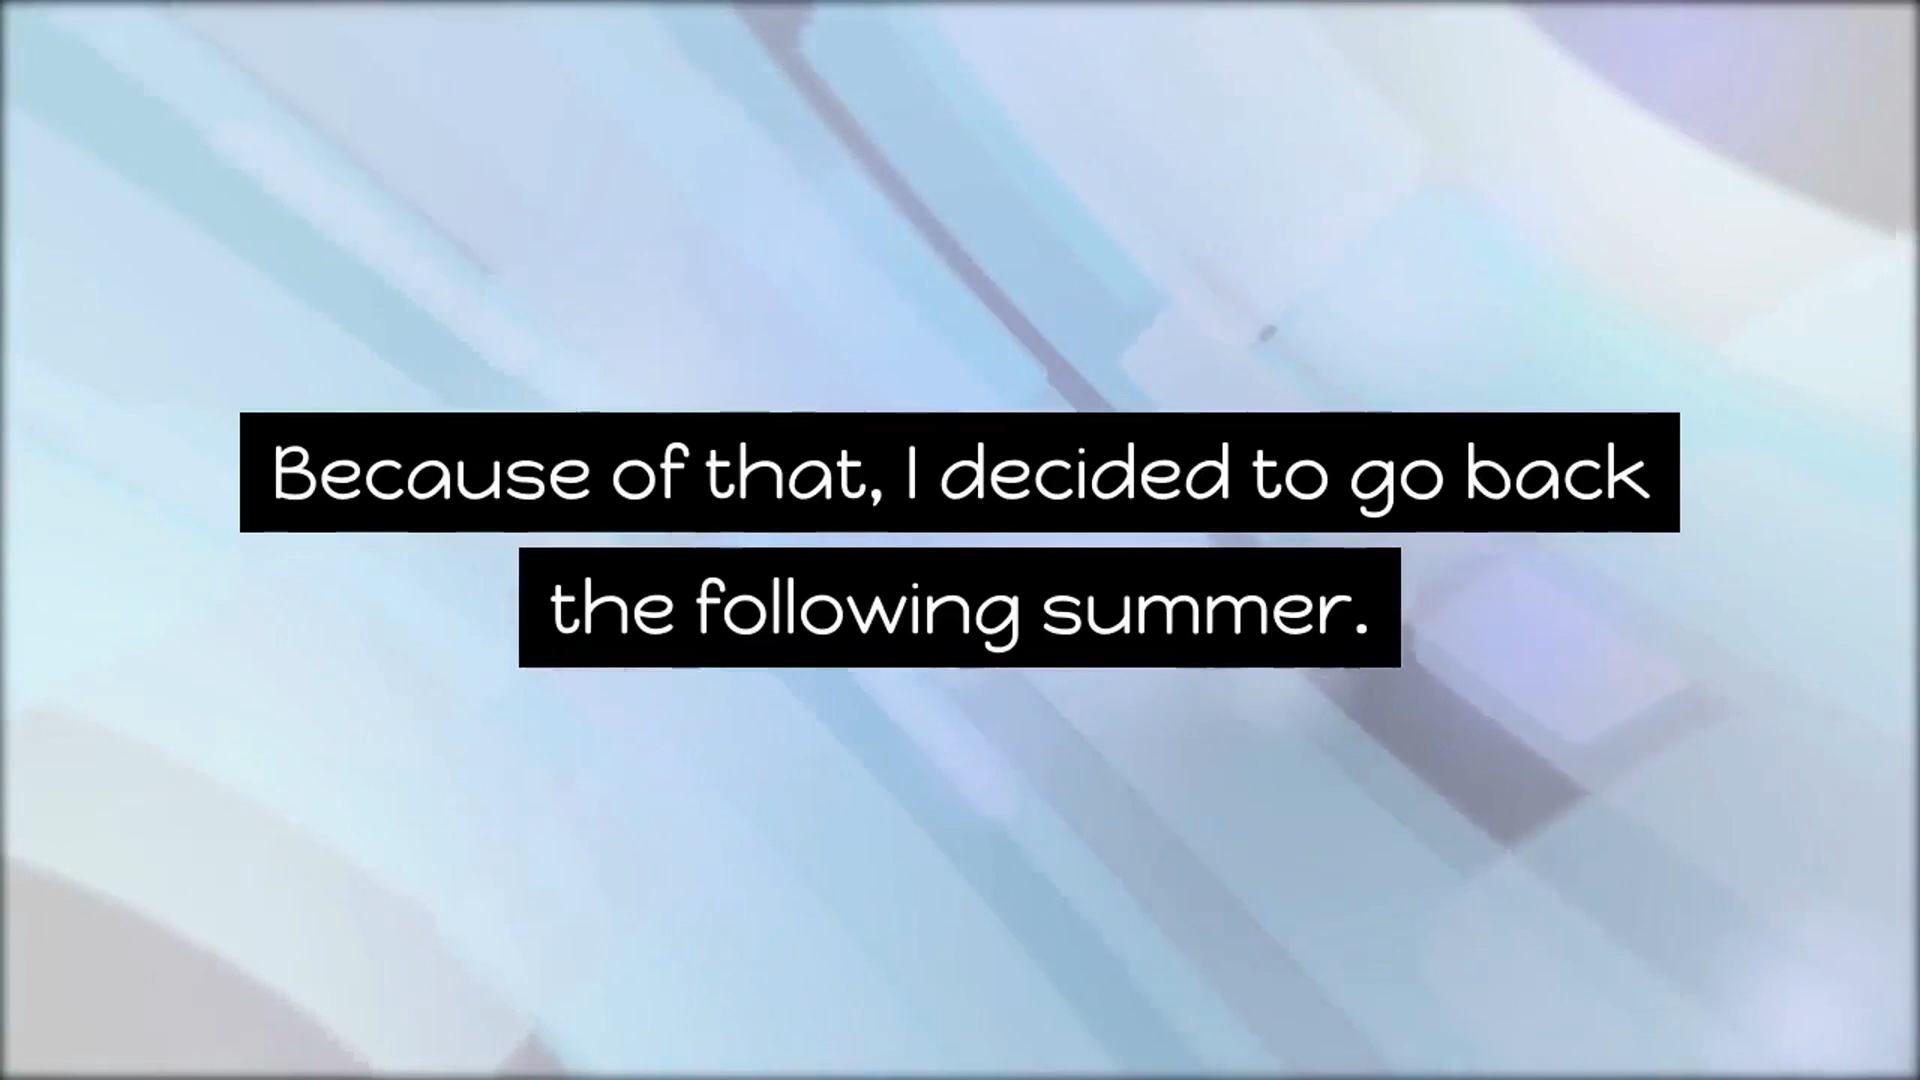 Because of that, I decided to go back
the following summer.